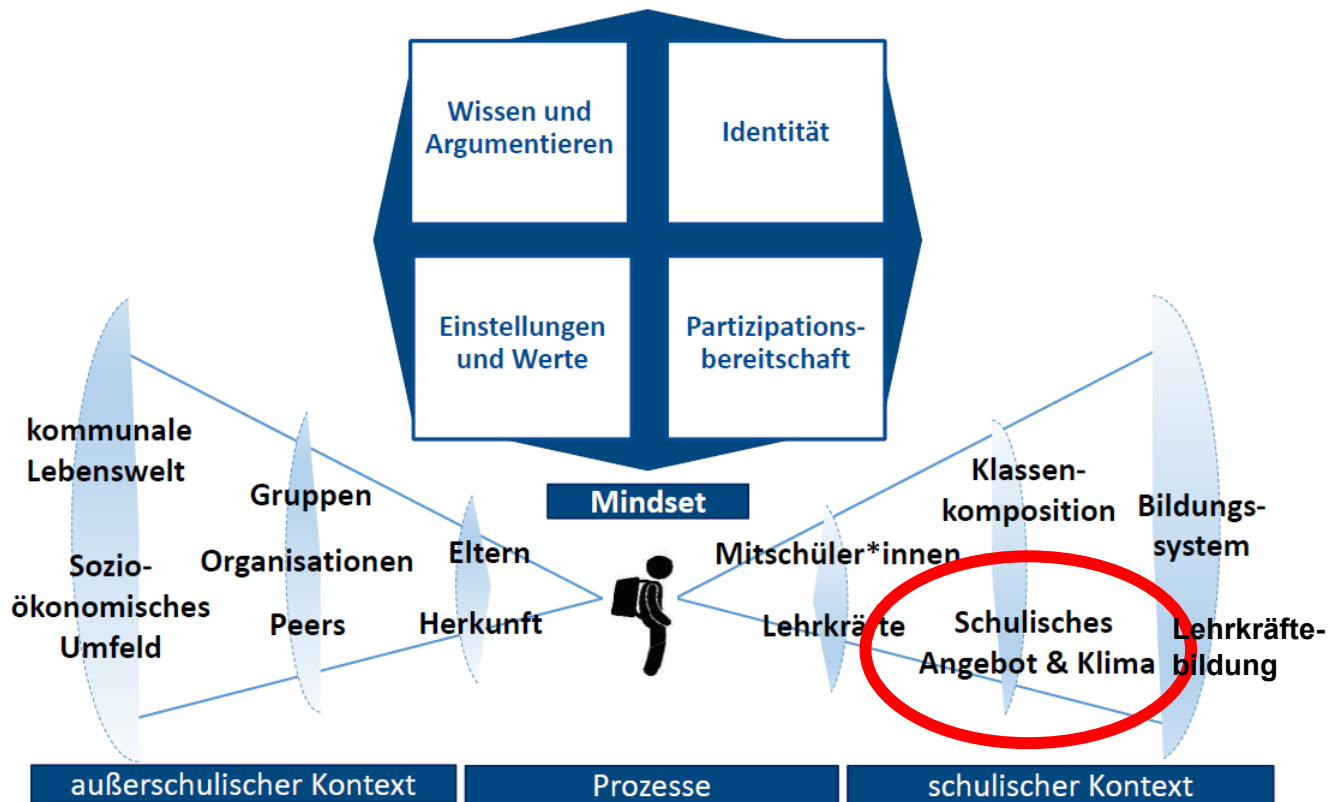 Wissen und
Argumentieren
Identität
Einstellungen
und Werte
Partizipations-
bereitschaft
Mindset
kommunale
Lebenswelt
Sozio-
ökonomisches
Umfeld
Gruppen
Organisationen
Peers
Eltern
Herkunft
Mitschüler*innen
Lehrkräfte
Klassen-
komposition
Schulisches
Angebot & Klima
Bildungs-
system
Lehrkräfte-
bildung
außerschulischer Kontext
Prozesse
schulischer Kontext